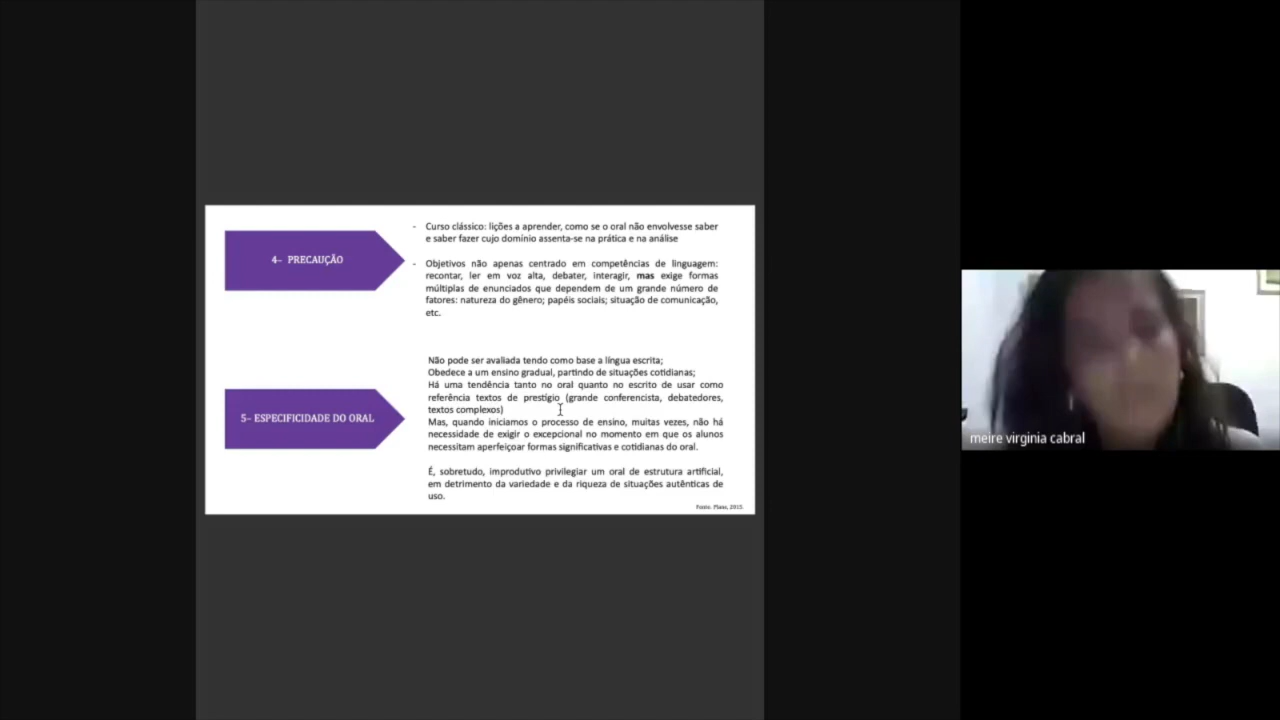 4– PRECAUÇÃO
- Curso clássico: lições a aprender, como se o oral não envolvesse saber
e saber fazer cujo domínio assenta-se na prática e na análise
- Objetivos não apenas centrado em competências de linguagem:
recontar, ler em voz alta, debater, interagir, mas exige formas
múltiplas de enunciados que dependem de um grande número de
fatores: natureza do gênero; papéis sociais; situação de comunicação,
etc.
5– ESPECIFICIDADE DO ORAL
Não pode ser avaliada tendo como base a língua escrita;
Obedece a um ensino gradual, partindo de situações cotidianas;
Há uma tendência tanto no oral quanto no escrito de usar como
referência textos de prestígio (grande conferencista, debatedores,
textos complexos)
Mas, quando iniciamos o processo de ensino, muitas vezes, não há
necessidade de exigir o excepcional no momento em que os alunos
necessitam aperfeiçoar formas significativas e cotidianas do oral.
É, sobretudo, improdutivo privilegiar um oral de estrutura artificial,
em detrimento da variedade e da riqueza de situações autênticas de
uso.
Fonte. Plane, 2015.
meire virginia cabral